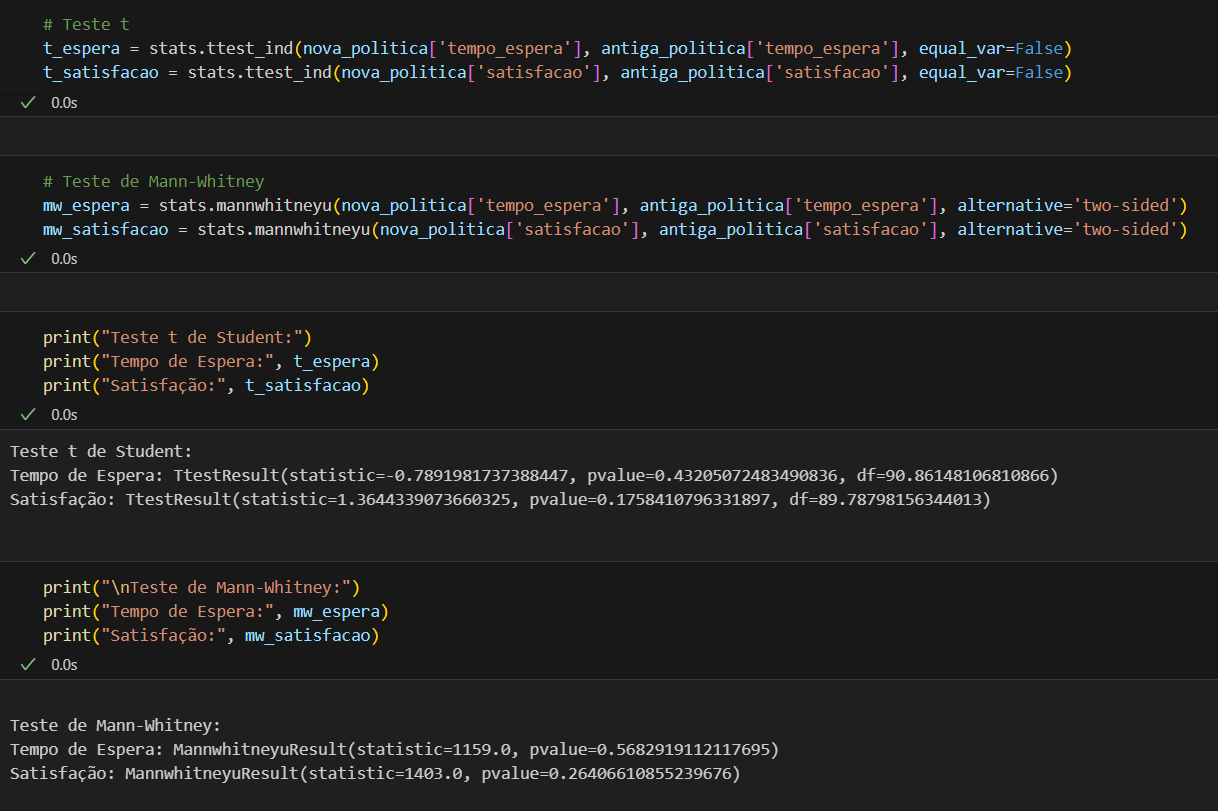 # Teste t
t_espera = stats.ttest_ind(nova_politica['tempo_espera'], antiga_politica['tempo_espera'], equal_var=False)
t_satisfacao = stats.ttest_ind(nova_politica['satisfacao'], antiga_politica['satisfacao'], equal_var=False)
0.0s
# Teste de Mann-Whitney
mw_espera = stats.mannwhitneyu(nova_politica['tempo_espera'], antiga_politica['tempo_espera'], alternative='two-sided')
mw_satisfacao = stats.mannwhitneyu(nova_politica['satisfacao'], antiga_politica['satisfacao'], alternative='two-sided')
0.0s
print("Teste t de Student:")
print("Tempo de Espera:", t_espera)
print("Satisfação:", t_satisfacao)
0.0s
Teste t de Student:
Tempo de Espera: TtestResult(statistic=-0.7891981737388447, pvalue=0.43205072483490836, df=90.86148106810866)
Satisfação: TtestResult(statistic=1.3644339073660325, pvalue=0.1758410796331897, df=89.78798156344013)
print("\nTeste de Mann-Whitney:")
print("Tempo de Espera:", mw_espera)
print("Satisfação:", mw_satisfacao)
0.0s
Teste de Mann-Whitney:
Tempo de Espera: MannwhitneyuResult(statistic=1159.0, pvalue=0.5682919112117695)
Satisfação: MannwhitneyuResult(statistic=1403.0, pvalue=0.26406610855239676)